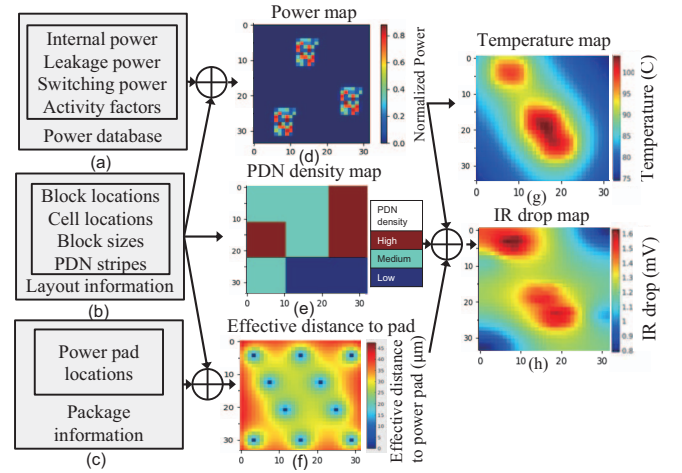 Internal power
Leakage power
Switching power
Activity factors
Power database
(a)
Block locations
Cell locations
Block sizes
PDN stripes
Layout information
(b)
Power pad
locations
Package
information
(c)
Power map
0
10
20
30
0 10 20 30
(d)
0.8
0.6
0.4
0.2
0.0
Normalized Power
PDN density map
0
10
20
30
0 10 20 30
(e)
PDN
density
High
Medium
Low
Effective distance to pad
0
10
20
30
0 10 20 30
(f)
45
40
35
30
25
20
15
10
5
0
Effective distance
to power pad (µm)
Temperature map
0
10
20
30
0 10 20 30
(g)
100
95
90
85
80
75
Temperature (C)
IR drop map
0
10
20
30
0 10 20 30
(h)
1.6
1.5
1.4
1.3
1.2
1.1
1
0.9
0.8
IR drop (mV)